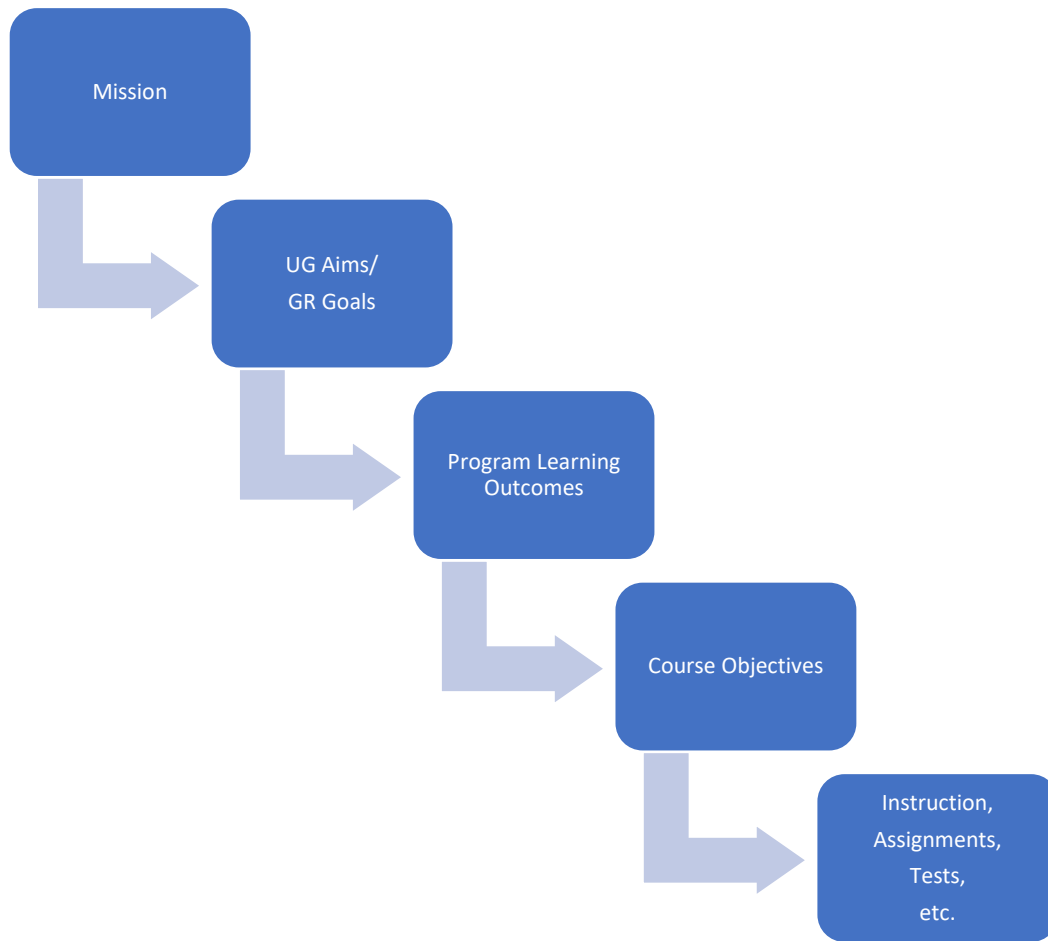 Mission
UG Aims/
GR Goals
Program Learning
Outcomes
Course Objectives
Instruction,
Assignments,
Tests,
etc.